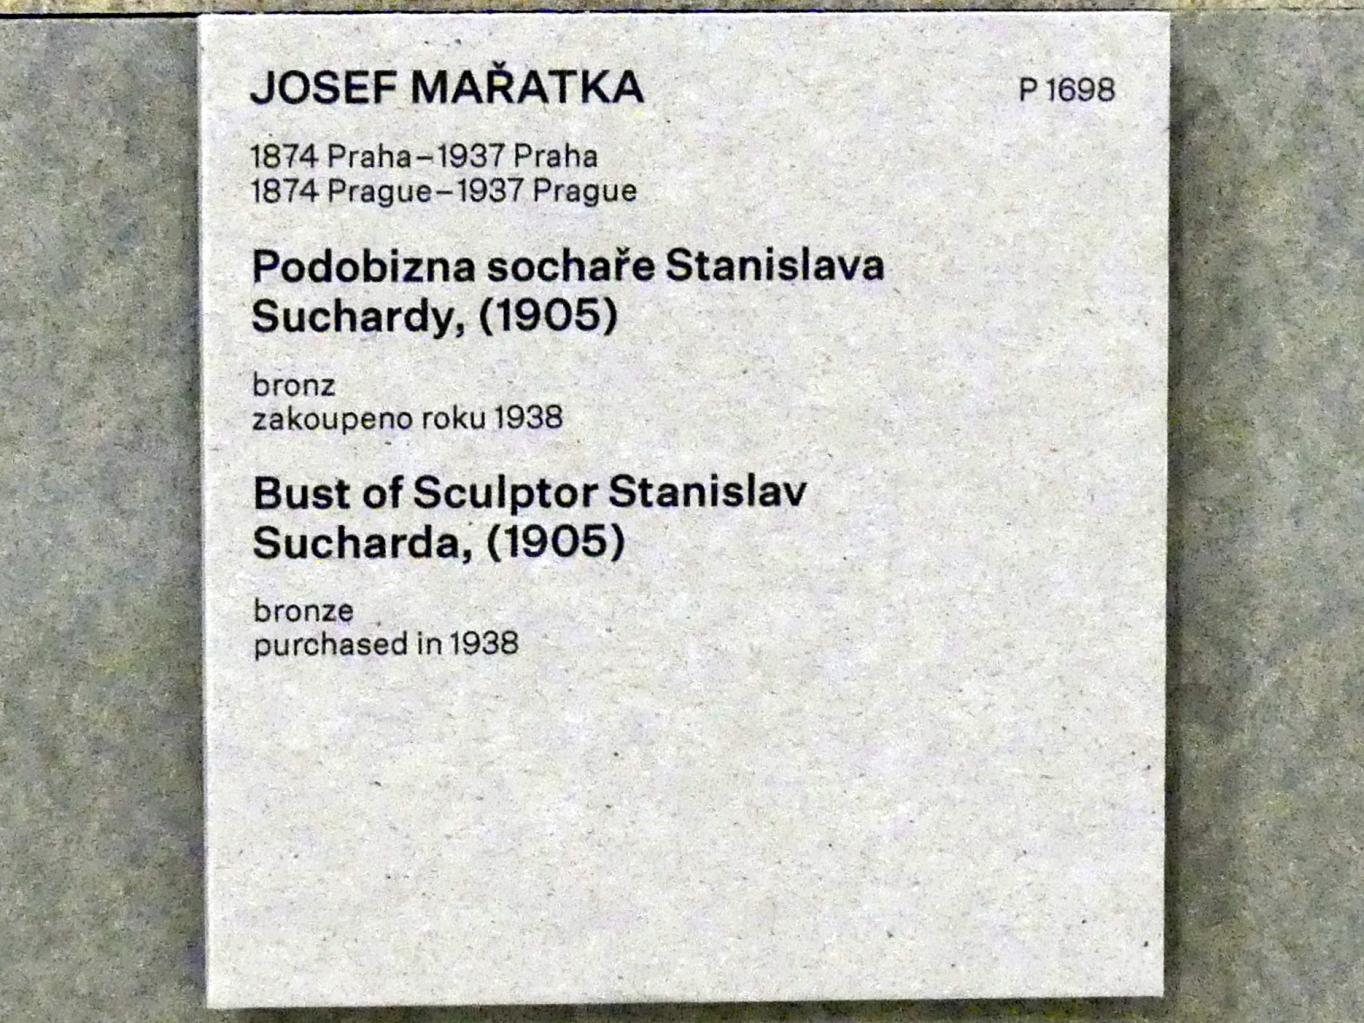 JOSEF MAŘATKA P 1698
1874 Praha–1937 Praha
1874 Prague–1937 Prague
Podobizna sochaře Stanislava
Suchardy, (1905)
bronz
zakoupeno roku 1938
Bust of Sculptor Stanislav
Sucharda, (1905)
bronze
purchased in 1938